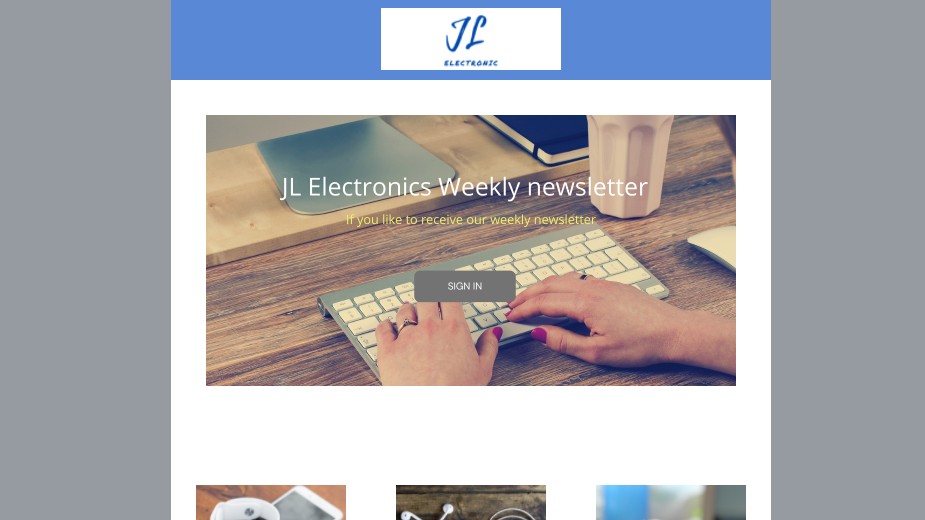 JL
ELECTRONIC
JL Electronics Weekly newsletter
If you like to receive our weekly newsletter
SIGN IN